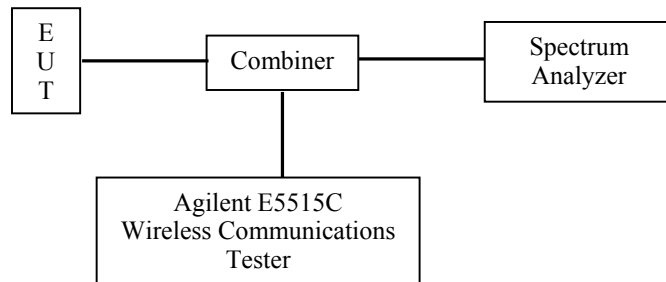 E
U
T
Combiner
Spectrum
Analyzer
Agilent E5515C
Wireless Communications
Tester